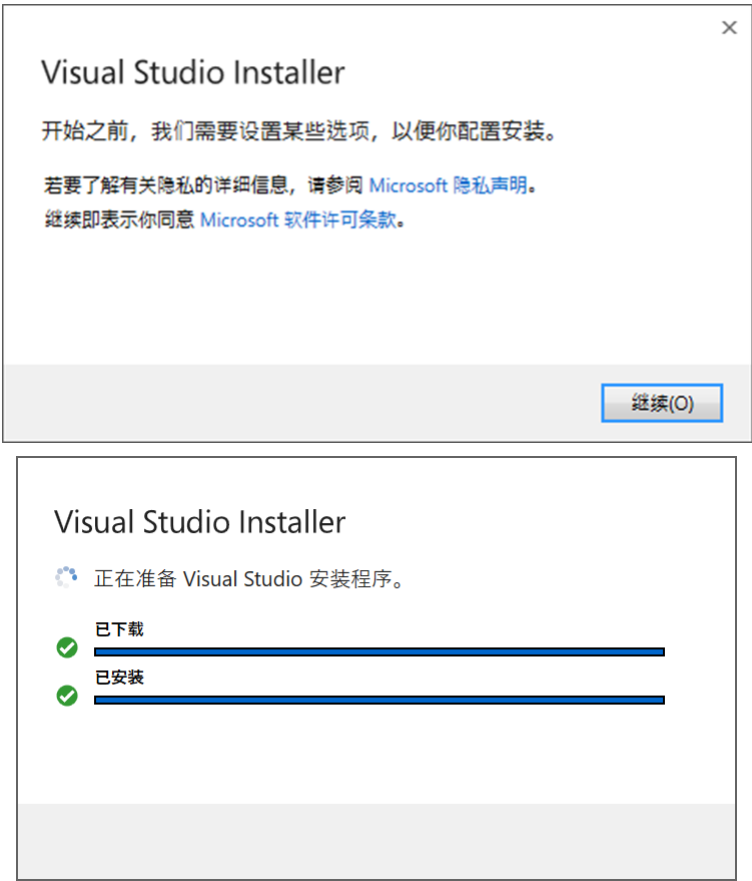 Visual Studio Installer
开始之前，我们需要设置某些选项，以便你配置安装。
若要了解有关隐私的详细信息，请参阅 Microsoft 隐私声明。
继续即表示你同意 Microsoft 软件许可条款。
继续(O)
Visual Studio Installer
正在准备 Visual Studio 安装程序。
已下载
已安装